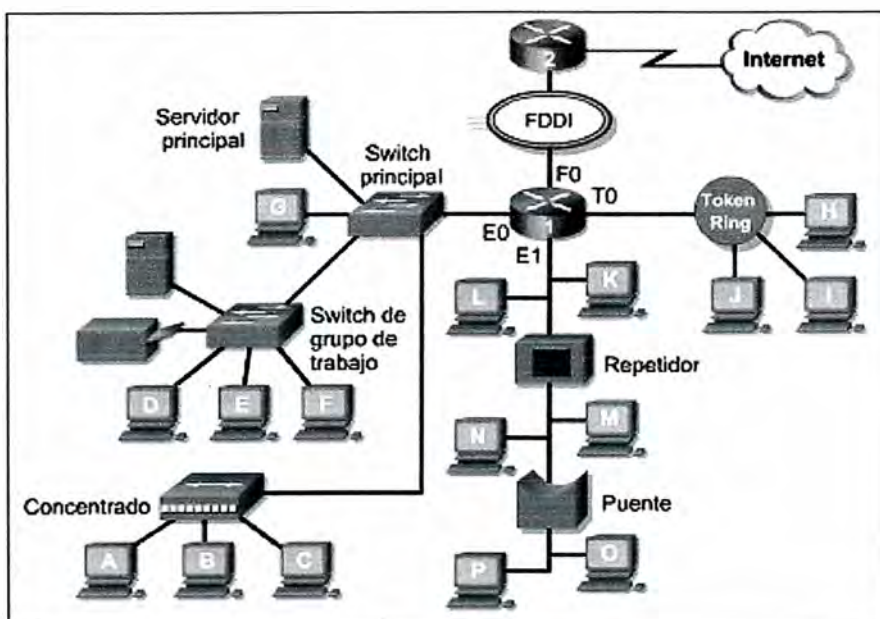 2
Internet
FDDI
Servidor
principal
Switch
principal
F0
T0
Token
Ring
G
H
E0
1
E1
K
L
J
I
Switch de
grupo de
trabajo
Repetidor
D
E
F
M
N
Concentrado
Puente
A
B
C
P
O